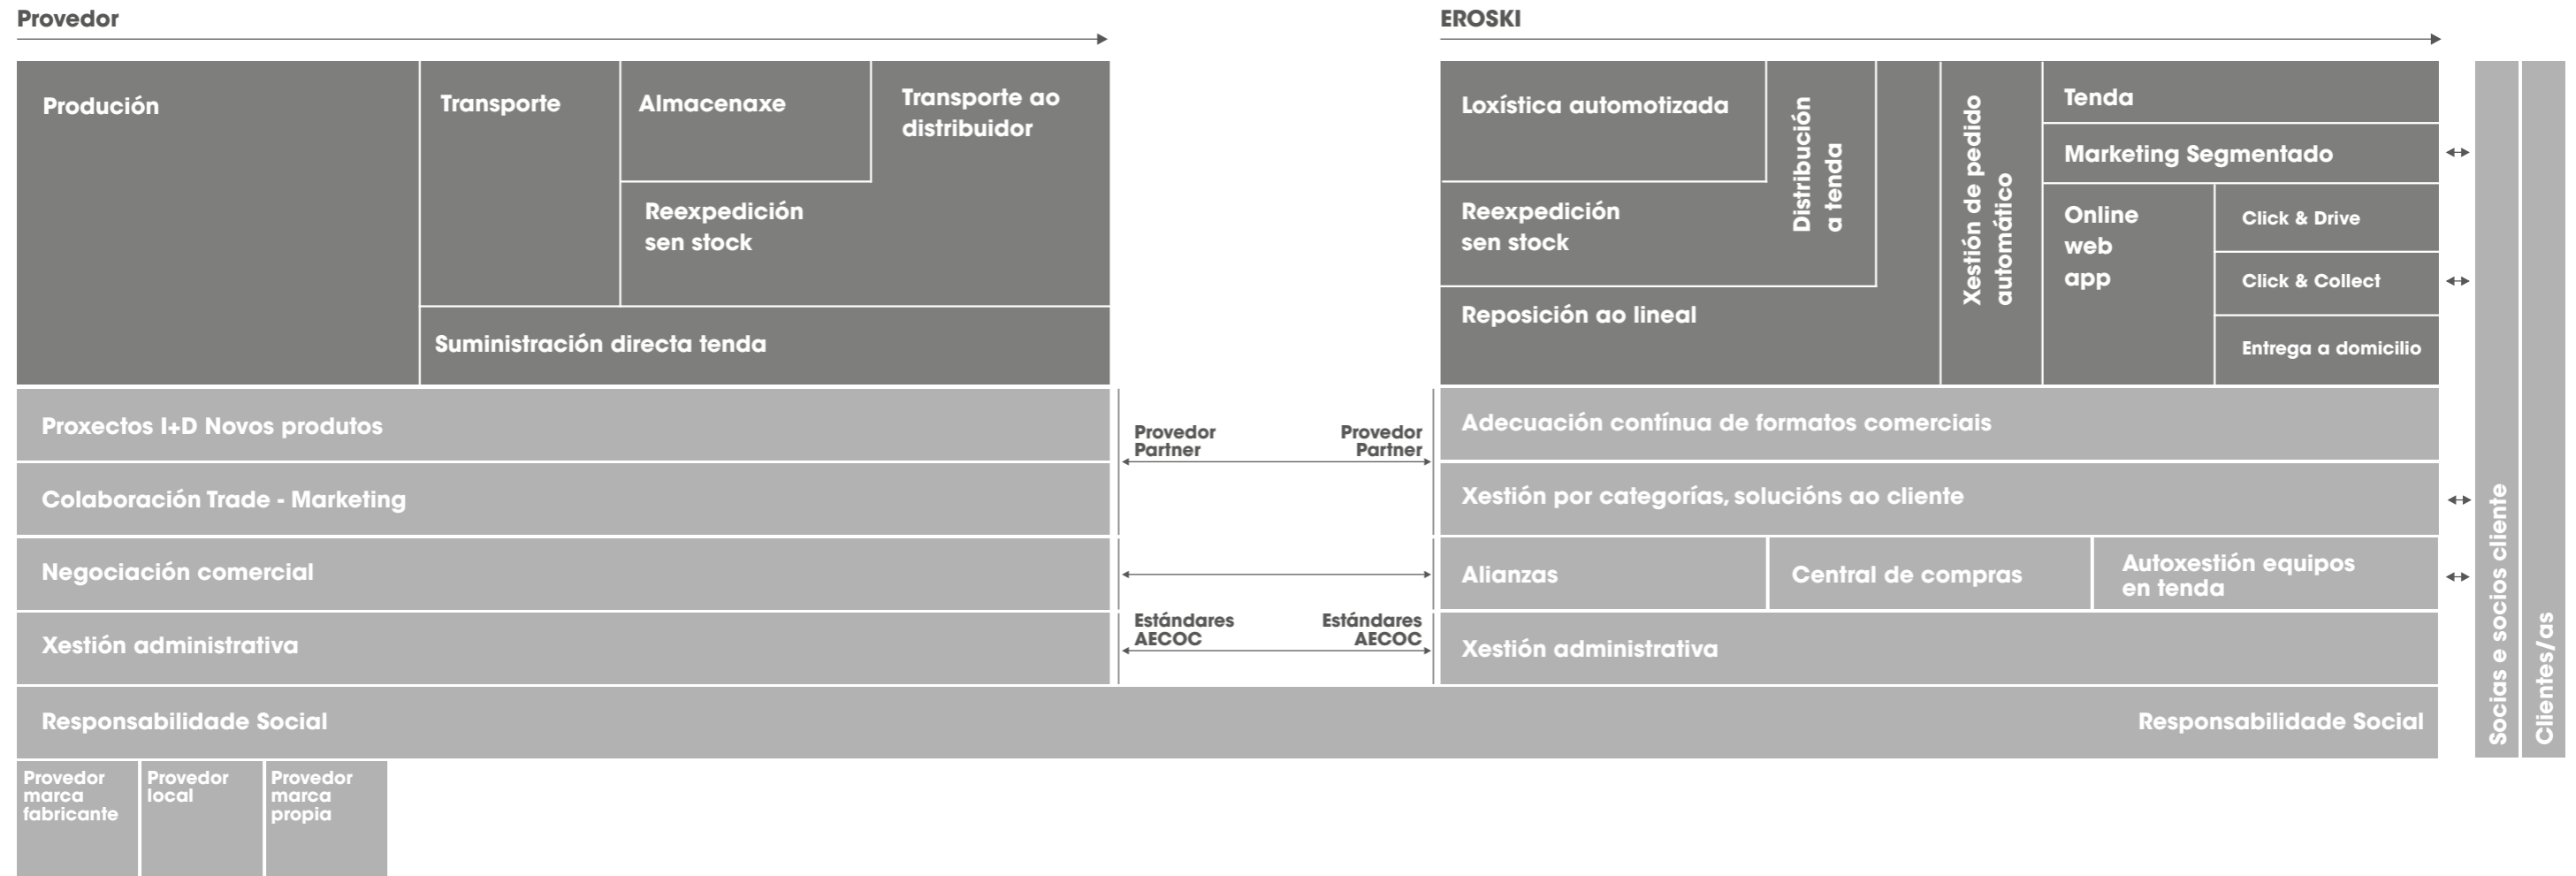 Provedor
Produción
Transporte
Almacenaxe
Transporte ao
distribuidor
Reexpedición
sen stock
Suministración directa tenda
Proxectos I+D Novos produtos
Colaboración Trade - Marketing
Negociación comercial
Xestión administrativa
Responsabilidade Social
Provedor
marca
fabricante
Provedor
local
Provedor
marca
propia
Provedor
Partner
Provedor
Partner
Estándares
AECOC
Estándares
AECOC
EROSKI
Loxística automotizada
Distribución
a tenda
Reexpedición
sen stock
Reposición ao lineal
Xestión de pedido
automático
Tenda
Marketing Segmentado
Online
web
app
Click & Drive
Click & Collect
Entrega a domicilio
Adecuación contínua de formatos comerciais
Xestión por categorías, solucións ao cliente
Alianzas
Central de compras
Autoxestión equipos
en tenda
Xestión administrativa
Responsabilidade Social
Socias e socios cliente
Clientes/as